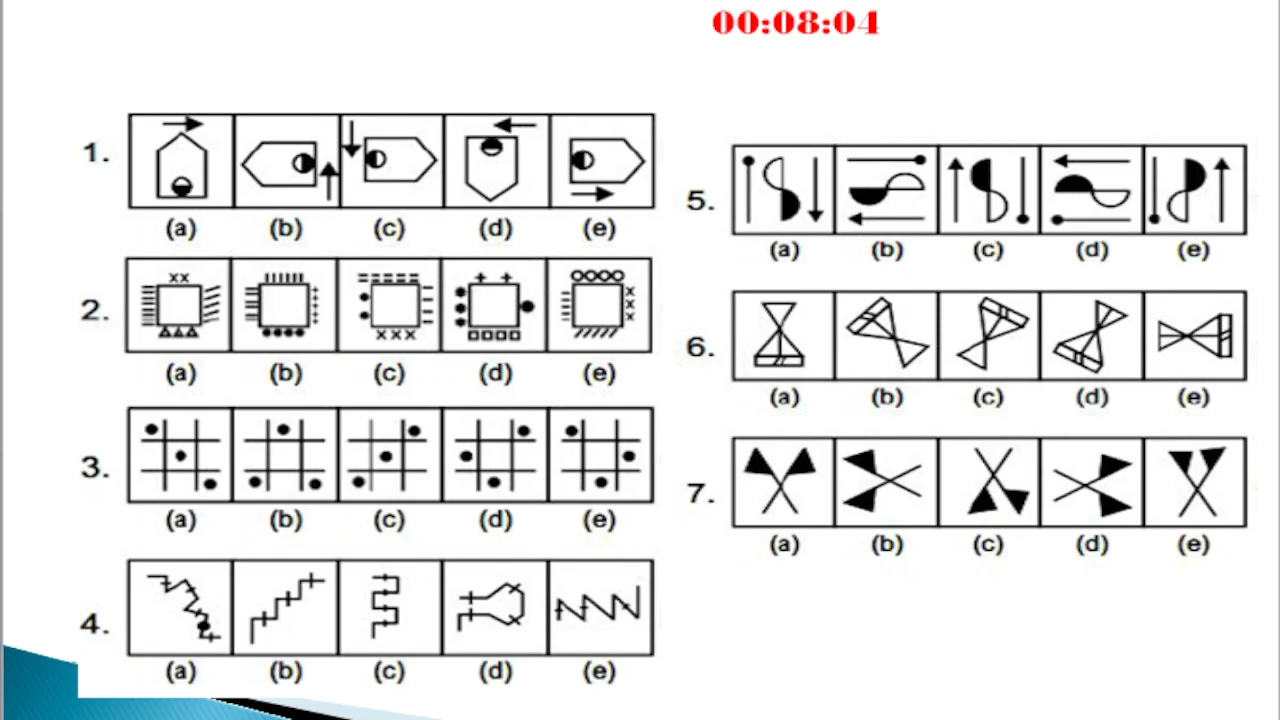 00:08:04
1.
(a) (b) (c) (d) (e)
2.
(a) (b) (c) (d) (e)
3.
(a) (b) (c) (d) (e)
4.
(a) (b) (c) (d) (e)
5.
(a) (b) (c) (d) (e)
6.
(a) (b) (c) (d) (e)
7.
(a) (b) (c) (d) (e)